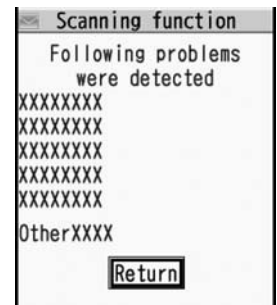 Scanning function
Following problems
were detected
XXXXXXXX
XXXXXXXX
XXXXXXXX
XXXXXXXX
XXXXXXXX
OtherXXXX
Return